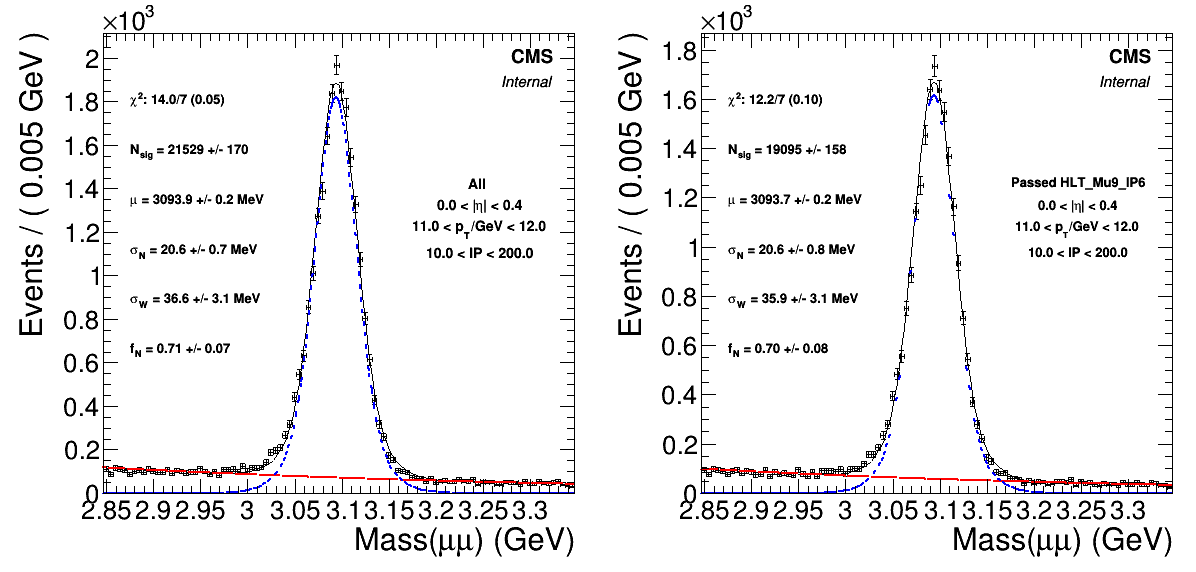 ×10³
Events / ( 0.005 GeV )
2
1.8
1.6
1.4
1.2
1
0.8
0.6
0.4
0.2
0
CMS
Internal
χ²: 14.0/7 (0.05)
N_sig = 21529 +/- 170
μ = 3093.9 +/- 0.2 MeV
σ_N = 20.6 +/- 0.7 MeV
σ_W = 36.6 +/- 3.1 MeV
f_N = 0.71 +/- 0.07
All
0.0 < |η| < 0.4
11.0 < p_T/GeV < 12.0
10.0 < IP < 200.0
2.85 2.9 2.95 3 3.05 3.1 3.15 3.2 3.25 3.3
Mass(μμ) (GeV)
×10³
Events / ( 0.005 GeV )
1.8
1.6
1.4
1.2
1
0.8
0.6
0.4
0.2
0
CMS
Internal
χ²: 12.2/7 (0.10)
N_sig = 19095 +/- 158
μ = 3093.7 +/- 0.2 MeV
σ_N = 20.6 +/- 0.8 MeV
σ_W = 35.9 +/- 3.1 MeV
f_N = 0.70 +/- 0.08
Passed HLT_Mu9_IP6
0.0 < |η| < 0.4
11.0 < p_T/GeV < 12.0
10.0 < IP < 200.0
2.85 2.9 2.95 3 3.05 3.1 3.15 3.2 3.25 3.3
Mass(μμ) (GeV)